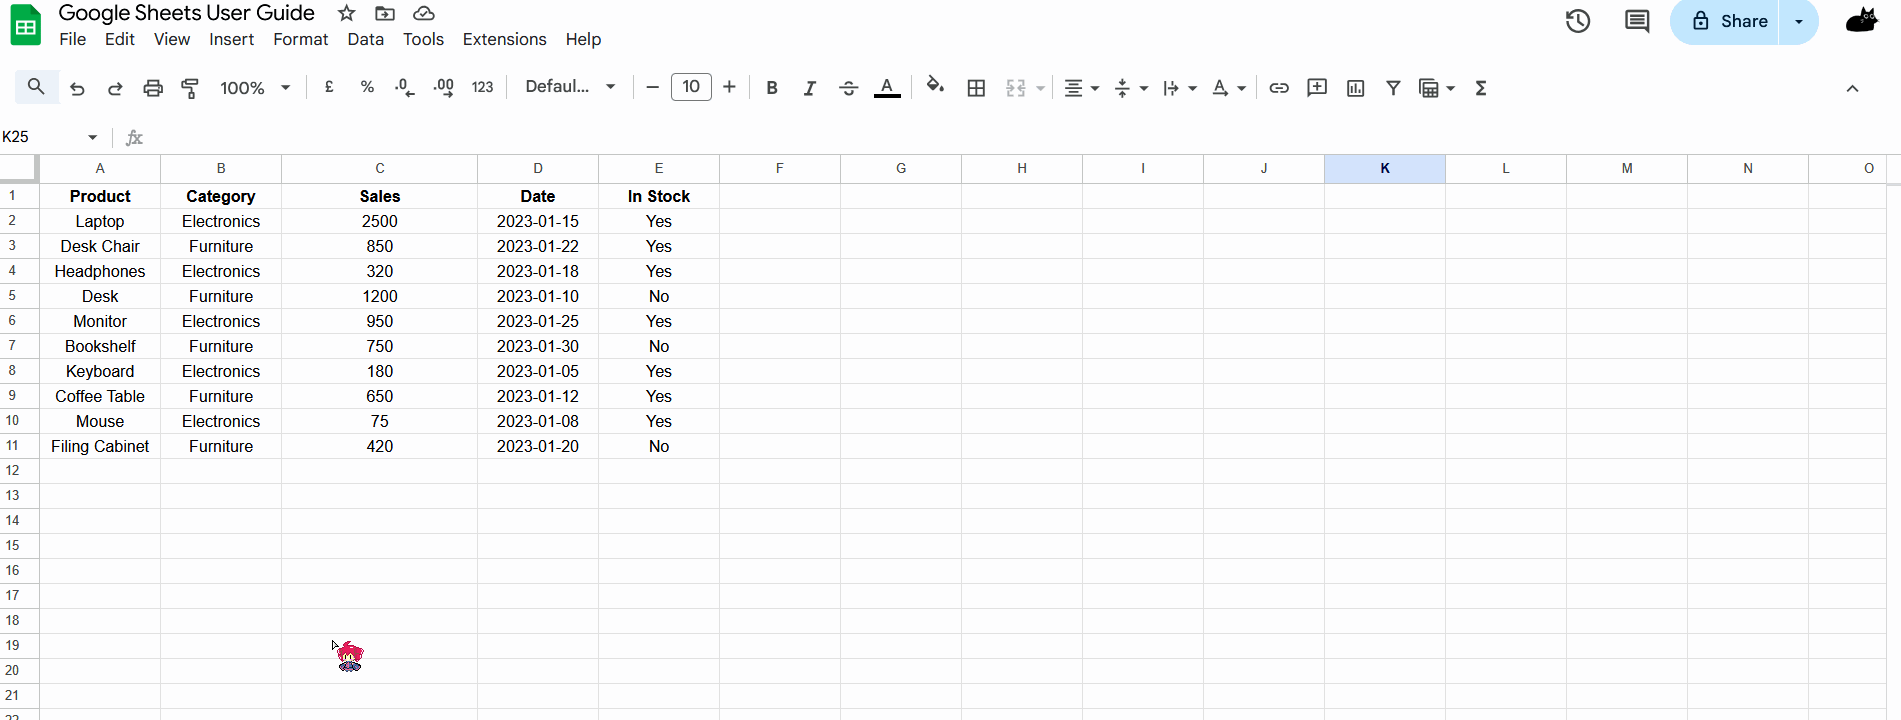 Google Sheets User Guide
File Edit View Insert Format Data Tools Extensions Help
Share
100% £ % .0 .00 123 Defaul... 10 B I A A Σ
K25 fx
A B C D E F G H I J K L M N O
1 Product Category Sales Date In Stock
2 Laptop Electronics 2500 2023-01-15 Yes
3 Desk Chair Furniture 850 2023-01-22 Yes
4 Headphones Electronics 320 2023-01-18 Yes
5 Desk Furniture 1200 2023-01-10 No
6 Monitor Electronics 950 2023-01-25 Yes
7 Bookshelf Furniture 750 2023-01-30 No
8 Keyboard Electronics 180 2023-01-05 Yes
9 Coffee Table Furniture 650 2023-01-12 Yes
10 Mouse Electronics 75 2023-01-08 Yes
11 Filing Cabinet Furniture 420 2023-01-20 No
12
13
14
15
16
17
18
19
20
21
22